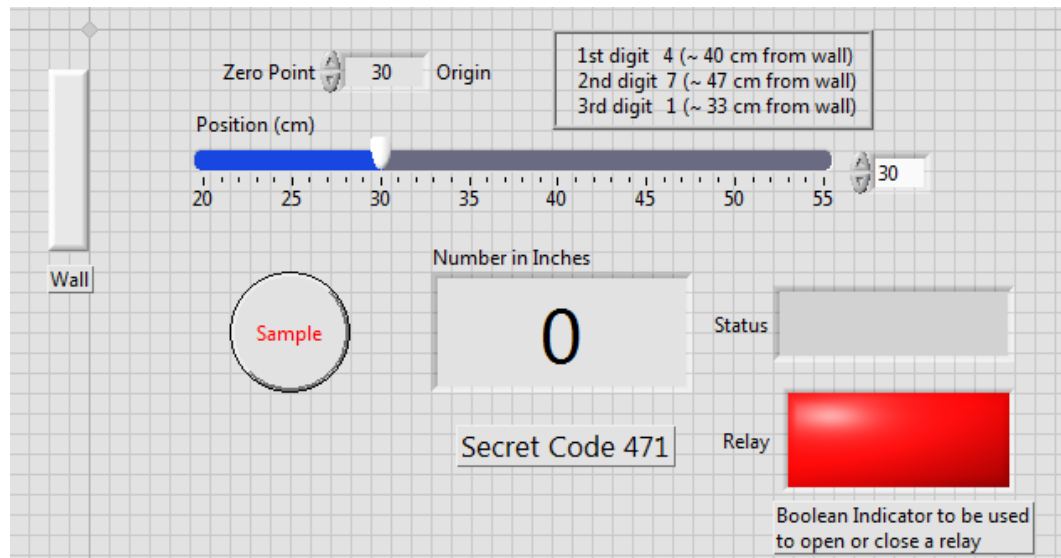 Zero Point 30 Origin
1st digit 4 (~ 40 cm from wall)
2nd digit 7 (~ 47 cm from wall)
3rd digit 1 (~ 33 cm from wall)
Position (cm)
30
20 25 30 35 40 45 50 55
Wall
Sample
Number in Inches
0
Status
Secret Code 471
Relay
Boolean Indicator to be used
to open or close a relay